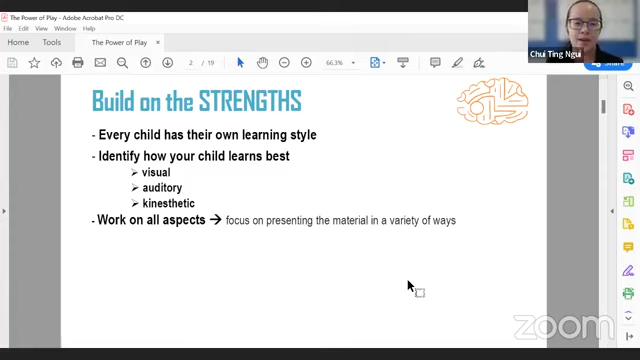 The Power of Play - Adobe Acrobat Pro DC
File Edit View Window Help
Home Tools The Power of Play ×
2 / 19 66.3% Share
Chui Ting Ngui
Build on the STRENGTHS
- Every child has their own learning style
- Identify how your child learns best
➢ visual
➢ auditory
➢ kinesthetic
- Work on all aspects → focus on presenting the material in a variety of ways
zoom